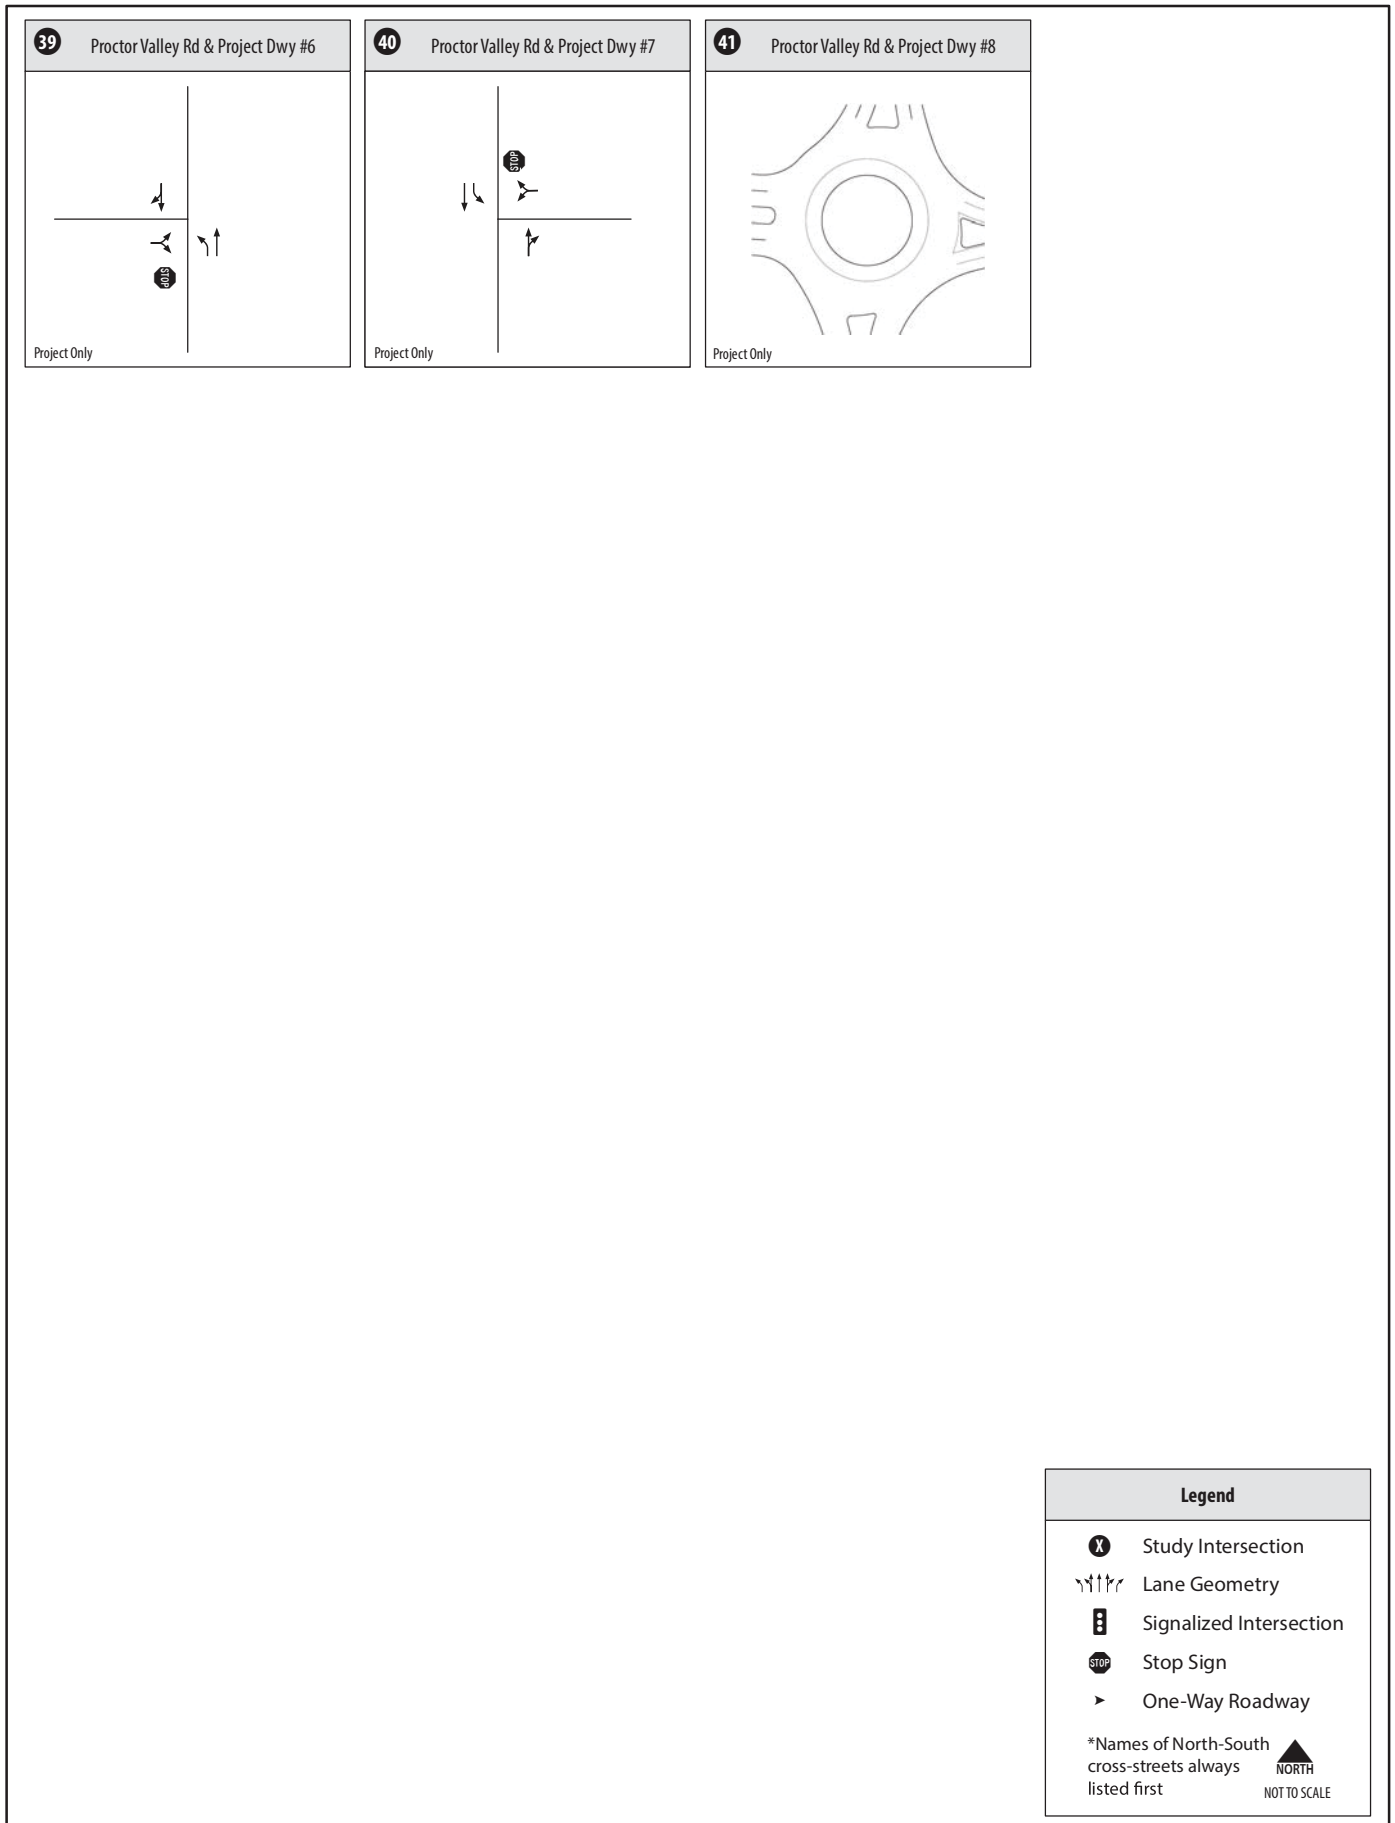 39 Proctor Valley Rd & Project Dwy #6
STOP
Project Only
40 Proctor Valley Rd & Project Dwy #7
STOP
Project Only
41 Proctor Valley Rd & Project Dwy #8
Project Only
Legend
X Study Intersection
Lane Geometry
Signalized Intersection
STOP Stop Sign
One-Way Roadway
*Names of North-South
cross-streets always
listed first
NORTH
NOT TO SCALE